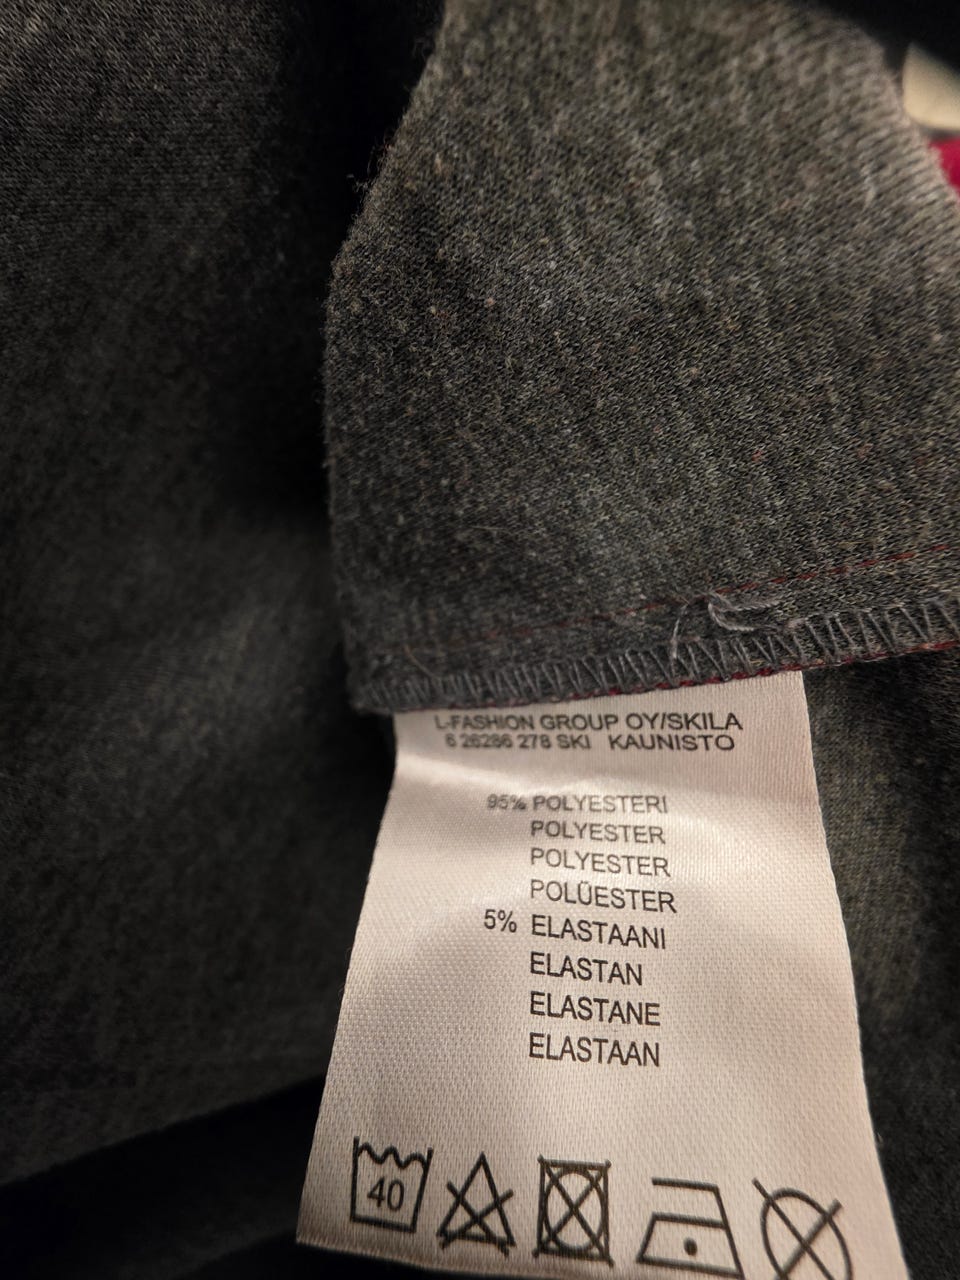 L-FASHION GROUP OY/SKILA
6 26286 278 SKI KAUNISTO
95% POLYESTERI
POLYESTER
POLYESTER
POLÜESTER
5% ELASTAANI
ELASTAN
ELASTANE
ELASTAAN
40